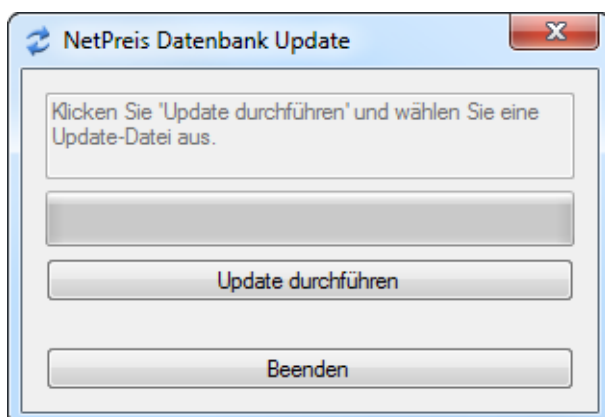 NetPreis Datenbank Update
Klicken Sie 'Update durchführen' und wählen Sie eine
Update-Datei aus.
Update durchführen
Beenden